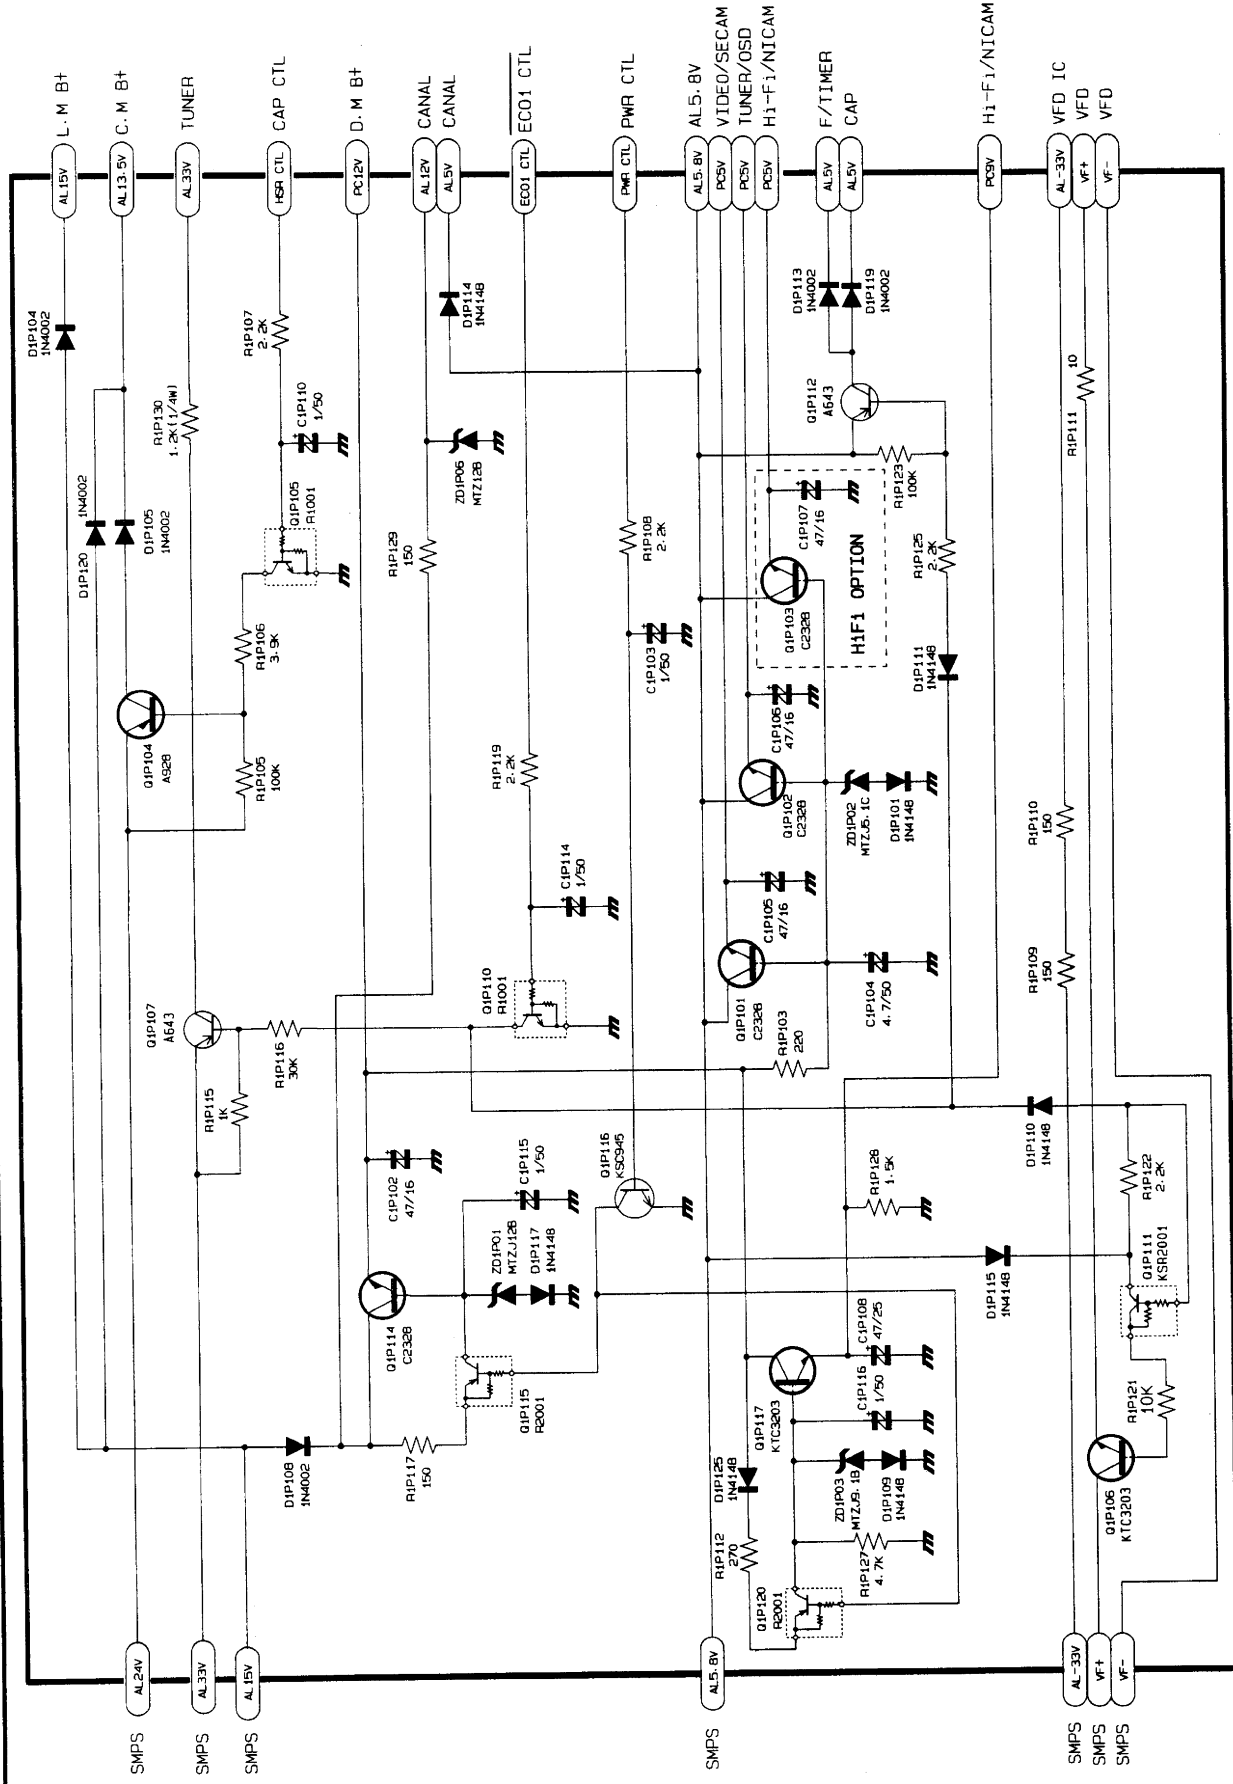 L. M B+
C. M B+
TUNER
CAP CTL
D. M B+
CANAL
CANAL
ECO1 CTL
PWR CTL
AL5. 8V
VIDEO/SECAM
TUNER/OSD
Hi-Fi/NICAM
F/TIMER
CAP
Hi-Fi/NICAM
VFD IC
VFD
VFD
AL15V
AL13.5V
AL33V
HSR CTL
PC12V
AL12V
AL5V
ECO1 CTL
PWR CTL
AL5.8V
PC5V
PC5V
PC5V
AL5V
AL5V
PC9V
AL-33V
VF+
VF-
D1P104
1N4002
R1P107
2.2K
D1P114
1N4148
D1P113
1N4002
D1P119
1N4002
R1P130
1.2K(1/4W)
C1P110
1/50
Q1P112
A643
R1P111
10
1N4002
D1P120
D1P105
1N4002
Q1P105
R1001
R1P129
150
ZD1P06
MTZ12B
R1P108
2.2K
C1P107
47/16
R1P123
100K
R1P125
2.2K
Q1P104
A928
R1P106
3.9K
R1P105
100K
C1P103
1/50
Q1P103
C2328
HiFi OPTION
D1P111
1N4148
R1P119
2.2K
C1P106
47/16
Q1P102
C2328
ZD1P02
MTZJ5.1C
D1P101
1N4148
R1P110
150
C1P114
1/50
C1P105
47/16
Q1P107
A643
R1P116
30K
Q1P110
R1001
Q1P101
C2328
R1P103
220
C1P104
4.7/50
R1P109
150
R1P115
1K
C1P102
47/16
C1P115
1/50
Q1P116
KSC945
R1P128
1.5K
D1P110
1N4148
R1P122
2.2K
Q1P114
C2328
ZD1P01
MTZJ12B
D1P117
1N4148
D1P115
1N4148
Q1P111
KSR2001
D1P108
1N4002
R1P117
150
Q1P115
R2001
Q1P117
KTC3203
C1P116
1/50
C1P108
47/25
R1P121
10K
R1P112
270
D1P125
1N4148
ZD1P03
MTZJ9.1B
D1P109
1N4148
Q1P106
KTC3203
Q1P120
R2001
R1P127
4.7K
AL24V
AL33V
AL15V
AL5.8V
AL-33V
VF+
VF-
SMPS
SMPS
SMPS
SMPS
SMPS
SMPS
SMPS